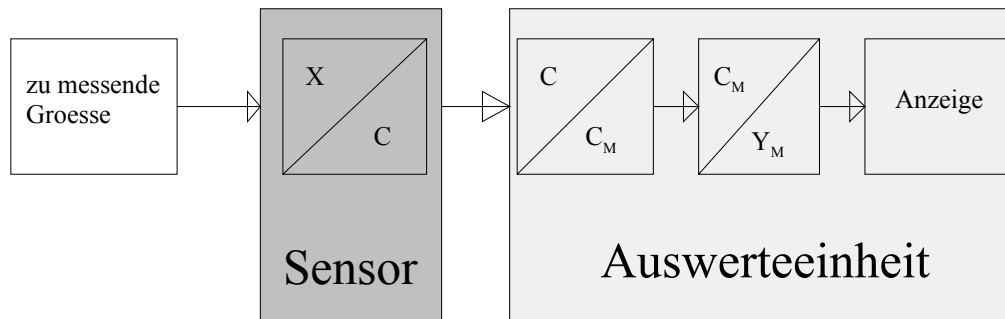 zu messende
Groesse
X
C
C
C_M
C_M
Y_M
Anzeige
Sensor
Auswerteeinheit